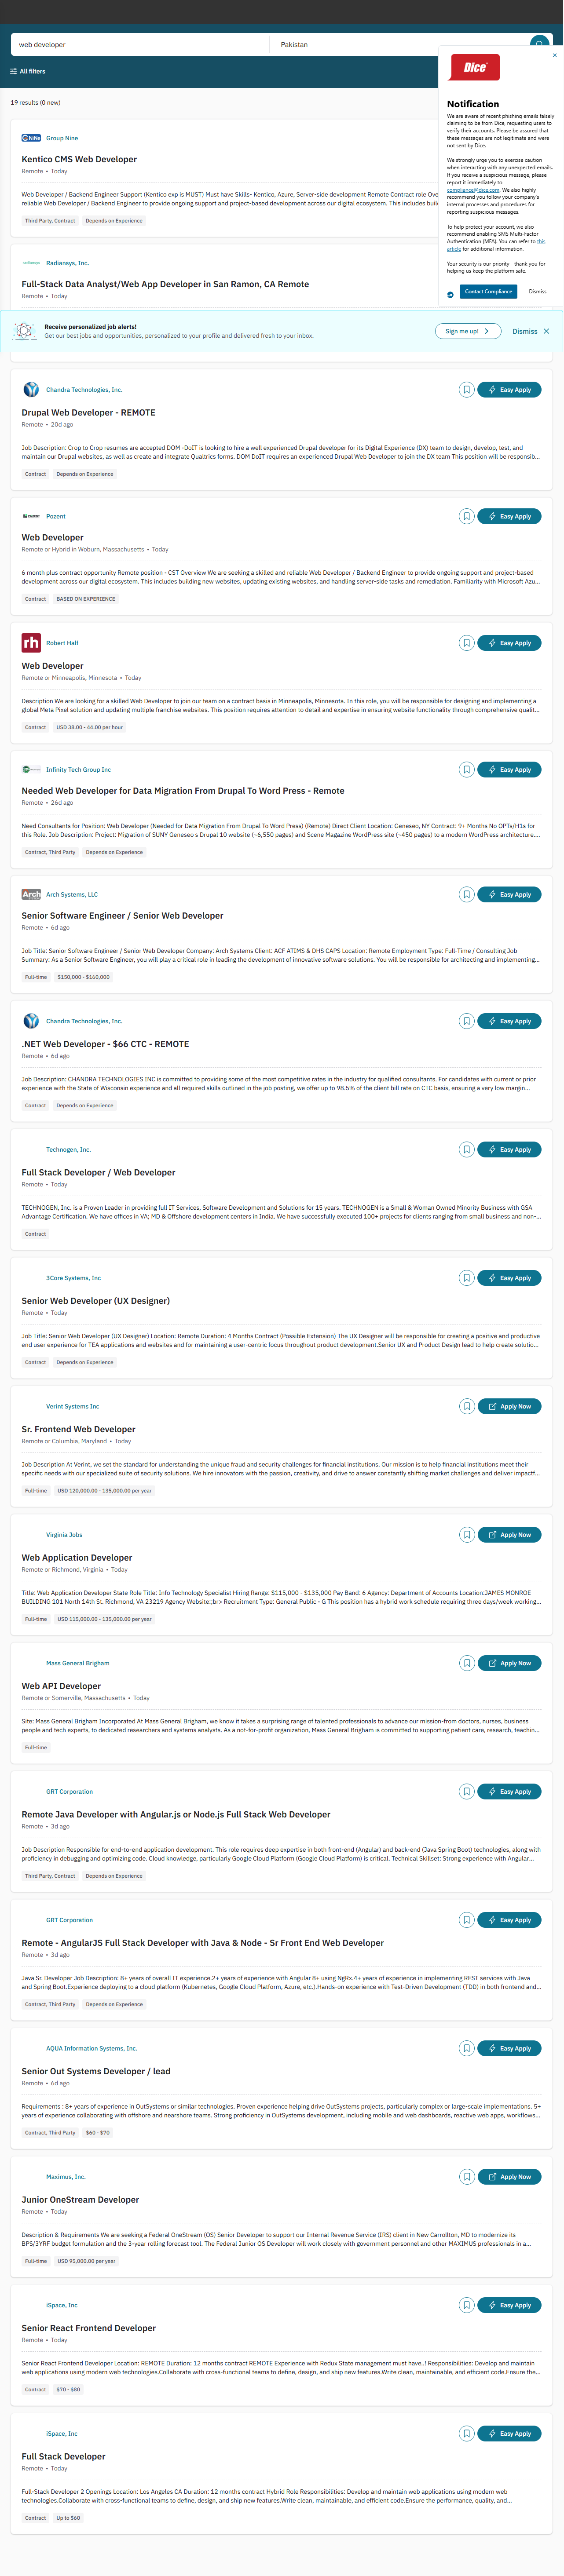 web developer
Pakistan
All filters
19 results (0 new)
Dice
Notification
We are aware of recent phishing emails falsely
claiming to be from Dice, requesting users to
verify their accounts. Please be assured that
these messages are not legitimate and were
not sent by Dice.
We strongly urge you to exercise caution
when interacting with any unexpected emails.
If you receive a suspicious message, please
report it immediately to
compliance@dice.com. We also highly
recommend you follow your company's
internal processes and procedures for
reporting suspicious messages.
To help protect your account, we also
recommend enabling SMS Multi-Factor
Authentication (MFA). You can refer to this
article for additional information.
Your security is our priority - thank you for
helping us keep the platform safe.
Contact Compliance
Dismiss
Group Nine
Kentico CMS Web Developer
Remote • Today
Web Developer / Backend Engineer Support (Kentico exp is MUST) Must have Skills- Kentico, Azure, Server-side development Remote Contract role Ove
reliable Web Developer / Backend Engineer to provide ongoing support and project-based development across our digital ecosystem. This includes buil
Third Party, Contract
Depends on Experience
Radiansys, Inc.
Full-Stack Data Analyst/Web App Developer in San Ramon, CA Remote
Remote • Today
Receive personalized job alerts!
Get our best jobs and opportunities, personalized to your profile and delivered fresh to your inbox.
Sign me up!
Dismiss
Chandra Technologies, Inc.
Easy Apply
Drupal Web Developer - REMOTE
Remote • 20d ago
Job Description: Crop to Crop resumes are accepted DOM -DoIT is looking to hire a well experienced Drupal developer for its Digital Experience (DX) team to design, develop, test, and
maintain our Drupal websites, as well as create and integrate Qualtrics forms. DOM DoIT requires an experienced Drupal Web Developer to join the DX team This position will be responsib...
Contract
Depends on Experience
Pozent
Easy Apply
Web Developer
Remote or Hybrid in Woburn, Massachusetts • Today
6 month plus contract opportunity Remote position - CST Overview We are seeking a skilled and reliable Web Developer / Backend Engineer to provide ongoing support and project-based
development across our digital ecosystem. This includes building new websites, updating existing websites, and handling server-side tasks and remediation. Familiarity with Microsoft Azu...
Contract
BASED ON EXPERIENCE
rh
Robert Half
Easy Apply
Web Developer
Remote or Minneapolis, Minnesota • Today
Description We are looking for a skilled Web Developer to join our team on a contract basis in Minneapolis, Minnesota. In this role, you will be responsible for designing and implementing a
global Meta Pixel solution and updating multiple franchise websites. This position requires attention to detail and expertise in ensuring website functionality through comprehensive qualit...
Contract
USD 38.00 - 44.00 per hour
Infinity Tech Group Inc
Easy Apply
Needed Web Developer for Data Migration From Drupal To Word Press - Remote
Remote • 26d ago
Need Consultants for Position: Web Developer (Needed for Data Migration From Drupal To Word Press) (Remote) Direct Client Location: Geneseo, NY Contract: 9+ Months No OPTs/H1s for
this Role. Job Description: Project: Migration of SUNY Geneseo s Drupal 10 website (~6,550 pages) and Scene Magazine WordPress site (~450 pages) to a modern WordPress architecture....
Contract, Third Party
Depends on Experience
Arch
Arch Systems, LLC
Easy Apply
Senior Software Engineer / Senior Web Developer
Remote • 6d ago
Job Title: Senior Software Engineer / Senior Web Developer Company: Arch Systems Client: ACF ATIMS & DHS CAPS Location: Remote Employment Type: Full-Time / Consulting Job
Summary: As a Senior Software Engineer, you will play a critical role in leading the development of innovative software solutions. You will be responsible for architecting and implementing...
Full-time
$150,000 - $160,000
Chandra Technologies, Inc.
Easy Apply
.NET Web Developer - $66 CTC - REMOTE
Remote • 6d ago
Job Description: CHANDRA TECHNOLOGIES INC is committed to providing some of the most competitive rates in the industry for qualified consultants. For candidates with current or prior
experience with the State of Wisconsin experience and all required skills outlined in the job posting, we offer up to 98.5% of the client bill rate on CTC basis, ensuring a very low margin...
Contract
Depends on Experience
Technogen, Inc.
Easy Apply
Full Stack Developer / Web Developer
Remote • Today
TECHNOGEN, Inc. is a Proven Leader in providing full IT Services, Software Development and Solutions for 15 years. TECHNOGEN is a Small & Woman Owned Minority Business with GSA
Advantage Certification. We have offices in VA; MD & Offshore development centers in India. We have successfully executed 100+ projects for clients ranging from small business and non-...
Contract
3Core Systems, Inc
Easy Apply
Senior Web Developer (UX Designer)
Remote • Today
Job Title: Senior Web Developer (UX Designer) Location: Remote Duration: 4 Months Contract (Possible Extension) The UX Designer will be responsible for creating a positive and productive
end user experience for TEA applications and websites and for maintaining a user-centric focus throughout product development.Senior UX and Product Design lead to help create solutio...
Contract
Depends on Experience
Verint Systems Inc
Apply Now
Sr. Frontend Web Developer
Remote or Columbia, Maryland • Today
Job Description At Verint, we set the standard for understanding the unique fraud and security challenges for financial institutions. Our mission is to help financial institutions meet their
specific needs with our specialized suite of security solutions. We hire innovators with the passion, creativity, and drive to answer constantly shifting market challenges and deliver impactf...
Full-time
USD 120,000.00 - 135,000.00 per year
Virginia Jobs
Apply Now
Web Application Developer
Remote or Richmond, Virginia • Today
Title: Web Application Developer State Role Title: Info Technology Specialist Hiring Range: $115,000 - $135,000 Pay Band: 6 Agency: Department of Accounts Location:JAMES MONROE
BUILDING 101 North 14th St. Richmond, VA 23219 Agency Website:;br> Recruitment Type: General Public - G This position has a hybrid work schedule requiring three days/week working...
Full-time
USD 115,000.00 - 135,000.00 per year
Mass General Brigham
Apply Now
Web API Developer
Remote or Somerville, Massachusetts • Today
Site: Mass General Brigham Incorporated At Mass General Brigham, we know it takes a surprising range of talented professionals to advance our mission-from doctors, nurses, business
people and tech experts, to dedicated researchers and systems analysts. As a not-for-profit organization, Mass General Brigham is committed to supporting patient care, research, teachin...
Full-time
GRT Corporation
Easy Apply
Remote Java Developer with Angular.js or Node.js Full Stack Web Developer
Remote • 3d ago
Job Description Responsible for end-to-end application development. This role requires deep expertise in both front-end (Angular) and back-end (Java Spring Boot) technologies, along with
proficiency in debugging and optimizing code. Cloud knowledge, particularly Google Cloud Platform (Google Cloud Platform) is critical. Technical Skillset: Strong experience with Angular...
Third Party, Contract
Depends on Experience
GRT Corporation
Easy Apply
Remote - AngularJS Full Stack Developer with Java & Node - Sr Front End Web Developer
Remote • 3d ago
Java Sr. Developer Job Description: 8+ years of overall IT experience.2+ years of experience with Angular 8+ using NgRx.4+ years of experience in implementing REST services with Java
and Spring Boot.Experience deploying to a cloud platform (Kubernetes, Google Cloud Platform, Azure, etc.).Hands-on experience with Test-Driven Development (TDD) in both frontend and...
Contract, Third Party
Depends on Experience
AQUA Information Systems, Inc.
Easy Apply
Senior Out Systems Developer / lead
Remote • 6d ago
Requirements : 8+ years of experience in OutSystems or similar technologies. Proven experience helping drive OutSystems projects, particularly complex or large-scale implementations. 5+
years of experience collaborating with offshore and nearshore teams. Strong proficiency in OutSystems development, including mobile and web dashboards, reactive web apps, workflows...
Contract, Third Party
$60 - $70
Maximus, Inc.
Apply Now
Junior OneStream Developer
Remote • Today
Description & Requirements We are seeking a Federal OneStream (OS) Senior Developer to support our Internal Revenue Service (IRS) client in New Carrollton, MD to modernize its
BPS/3YRF budget formulation and the 3-year rolling forecast tool. The Federal Junior OS Developer will work closely with government personnel and other MAXIMUS professionals in a...
Full-time
USD 95,000.00 per year
iSpace, Inc
Easy Apply
Senior React Frontend Developer
Remote • Today
Senior React Frontend Developer Location: REMOTE Duration: 12 months contract REMOTE Experience with Redux State management must have..! Responsibilities: Develop and maintain
web applications using modern web technologies.Collaborate with cross-functional teams to define, design, and ship new features.Write clean, maintainable, and efficient code.Ensure the...
Contract
$70 - $80
iSpace, Inc
Easy Apply
Full Stack Developer
Remote • Today
Full-Stack Developer 2 Openings Location: Los Angeles CA Duration: 12 months contract Hybrid Role Responsibilities: Develop and maintain web applications using modern web
technologies.Collaborate with cross-functional teams to define, design, and ship new features.Write clean, maintainable, and efficient code.Ensure the performance, quality, and...
Contract
Up to $60